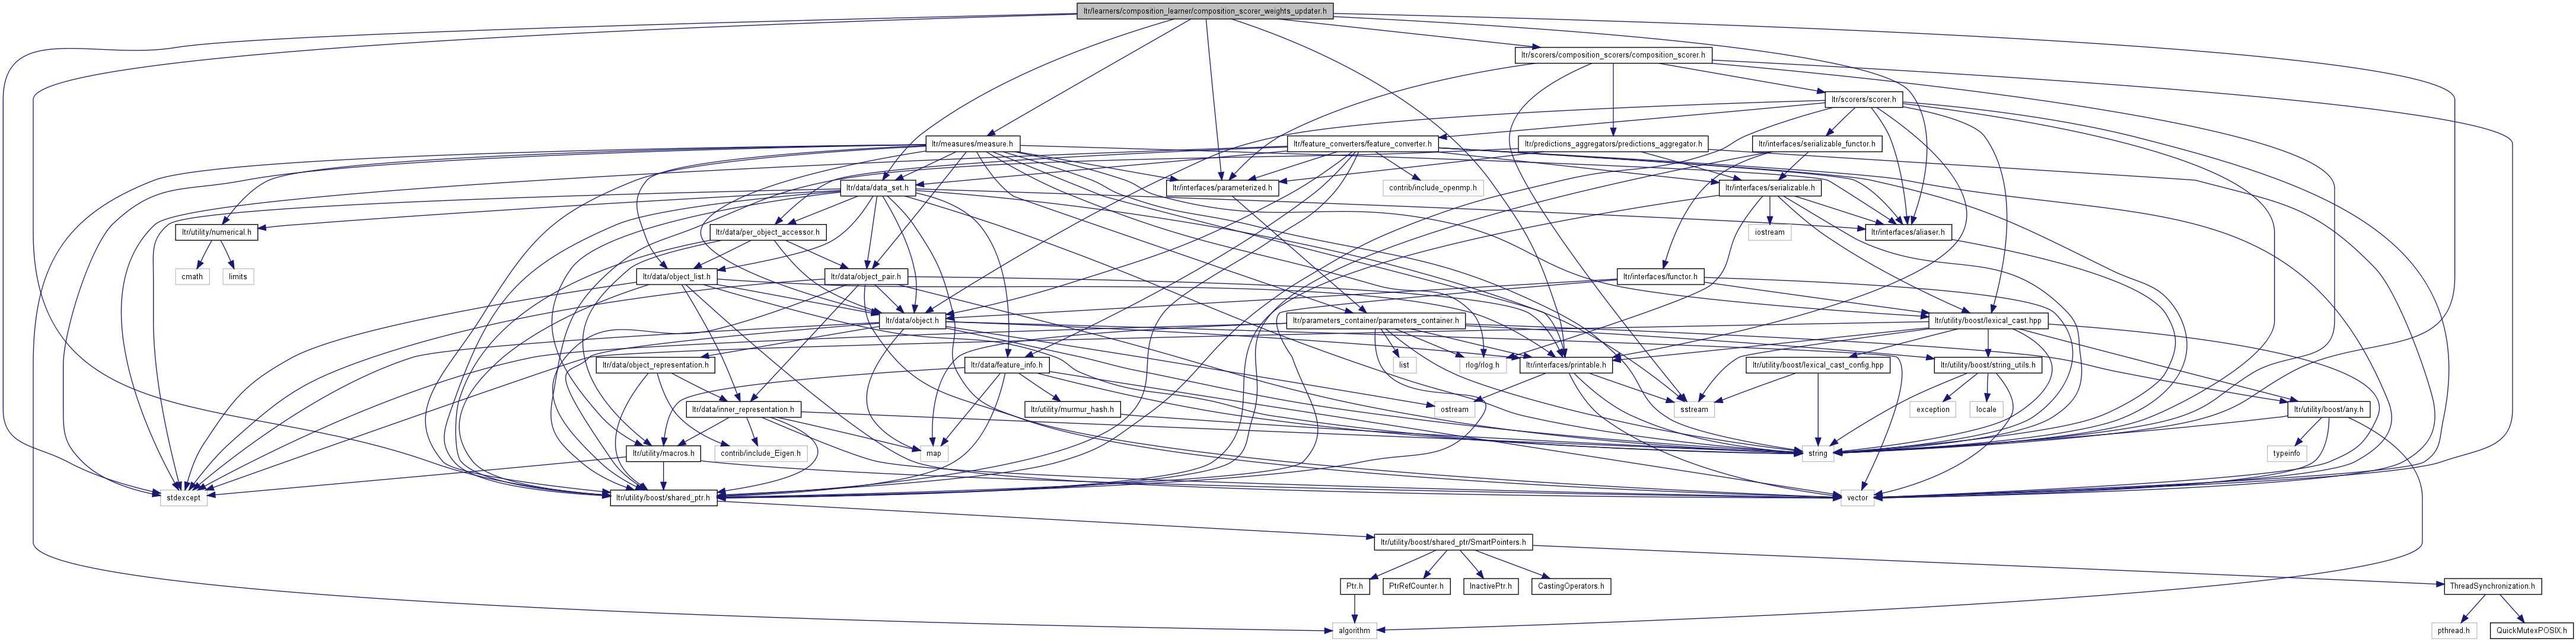 ltr/learners/composition_learner/composition_scorer_weights_updater.h
ltr/scorers/composition_scorers/composition_scorer.h
ltr/scorers/scorer.h
ltr/measures/measure.h
ltr/feature_converters/feature_converter.h
ltr/predictions_aggregators/predictions_aggregator.h
ltr/interfaces/serializable_functor.h
ltr/data/data_set.h
ltr/interfaces/parameterized.h
contrib/include_openmp.h
ltr/interfaces/serializable.h
ltr/utility/numerical.h
ltr/data/per_object_accessor.h
iostream
ltr/interfaces/aliaser.h
cmath
limits
ltr/data/object_list.h
ltr/data/object_pair.h
ltr/interfaces/functor.h
ltr/data/object.h
ltr/parameters_container/parameters_container.h
ltr/utility/boost/lexical_cast.hpp
ltr/data/object_representation.h
ltr/data/feature_info.h
list
rlog/rlog.h
ltr/interfaces/printable.h
ltr/utility/boost/lexical_cast_config.hpp
ltr/utility/boost/string_utils.h
ltr/data/inner_representation.h
ltr/utility/murmur_hash.h
ostream
sstream
exception
locale
ltr/utility/boost/any.h
ltr/utility/macros.h
contrib/include_Eigen.h
map
string
typeinfo
stdexcept
ltr/utility/boost/shared_ptr.h
vector
ltr/utility/boost/shared_ptr/SmartPointers.h
Ptr.h
PtrRefCounter.h
InactivePtr.h
CastingOperators.h
ThreadSynchronization.h
algorithm
pthread.h
QuickMutexPOSIX.h